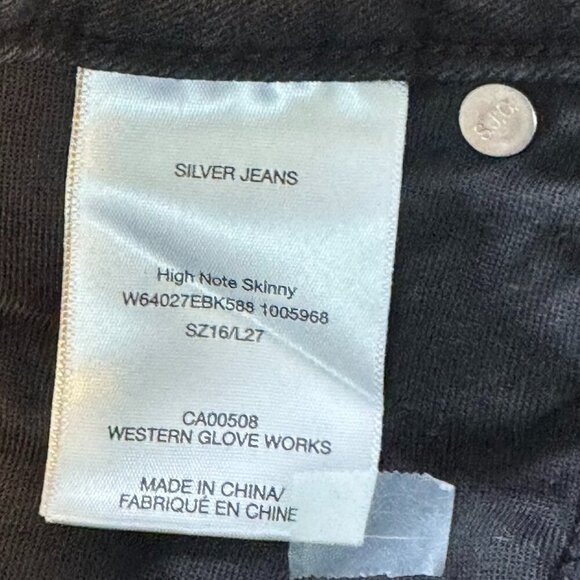 SILVER JEANS
S.J.C.
High Note Skinny
W64027EBK588 1005968
SZ16/L27
CA00508
WESTERN GLOVE WORKS
MADE IN CHINA/
FABRIQUÉ EN CHINE